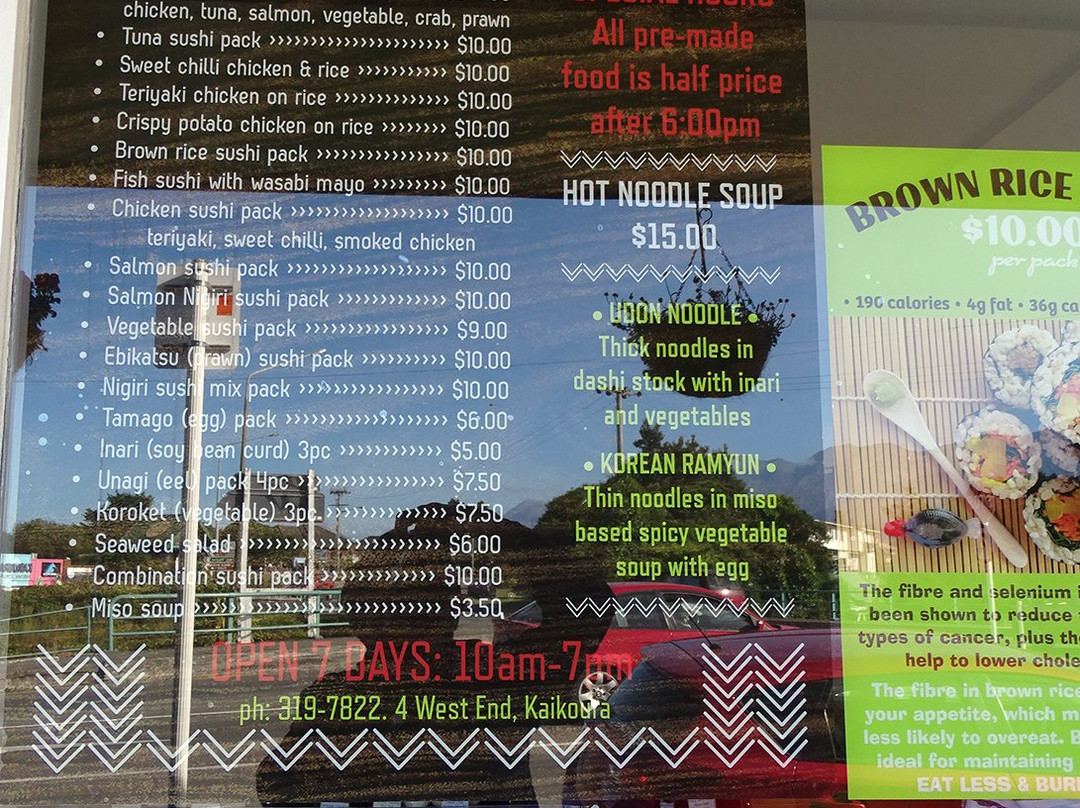 chicken, tuna, salmon, vegetable, crab, prawn
• Tuna sushi pack »»»»»»»»»»» $10.00
• Sweet chilli chicken & rice »»»»»› $10.00
• Teriyaki chicken on rice »»»»»»» $10.00
• Crispy potato chicken on rice »»»»› $10.00
• Brown rice sushi pack »»»»»»»» $10.00
• Fish sushi with wasabi mayo »»»»› $10.00
• Chicken sushi pack »»»»»»»»»» $10.00
teriyaki, sweet chilli, smoked chicken
• Salmon sushi pack »»»»»»»»»» $10.00
• Salmon Nigiri sushi pack »»»»»»» $10.00
• Vegetable sushi pack »»»»»»»»» $9.00
• Ebikatsu (prawn) sushi pack »»»»» $10.00
• Nigiri sushi mix pack »»»»»»»»» $10.00
• Tamago (egg) pack »»»»»»»»»» $6.00
• Inari (soy bean curd) 3pc »»»»»»» $5.00
• Unagi (eel) pack 4pc »»»»»»»»» $7.50
• Koroket (vegetable) 3pc »»»»»»» $7.50
• Seaweed salad »»»»»»»»»»»» $6.00
• Combination sushi pack »»»»»»» $10.00
• Miso soup »»»»»»»»»»»»»» $3.50
OPEN 7 DAYS: 10am-7pm
ph: 319-7822. 4 West End, Kaikoura
All pre-made
food is half price
after 6:00pm
HOT NOODLE SOUP
$15.00
• UDON NOODLE •
Thick noodles in
dashi stock with inari
and vegetables
• KOREAN RAMYUN •
Thin noodles in miso
based spicy vegetable
soup with egg
BROWN RICE
$10.00
per pack
• 190 calories • 4g fat • 36g ca
The fibre and selenium i
been shown to reduce
types of cancer, plus th
help to lower chole
The fibre in brown rice
your appetite, which m
less likely to overeat. B
ideal for maintaining
EAT LESS & BUR